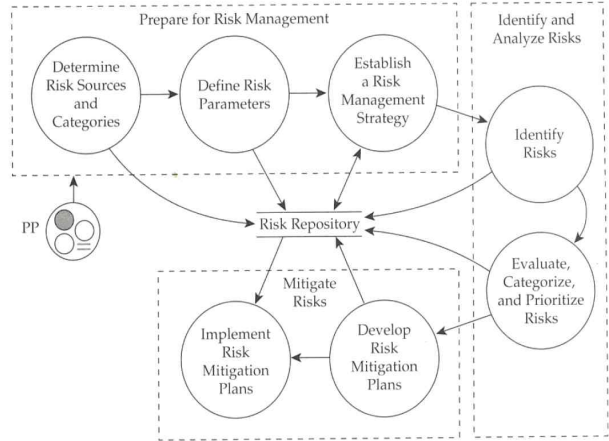 Prepare for Risk Management
Identify and
Analyze Risks
Determine
Risk Sources
and
Categories
Define Risk
Parameters
Establish
a Risk
Management
Strategy
Identify
Risks
PP
Risk Repository
Evaluate,
Categorize,
and Prioritize
Risks
Mitigate
Risks
Implement
Risk
Mitigation
Plans
Develop
Risk
Mitigation
Plans